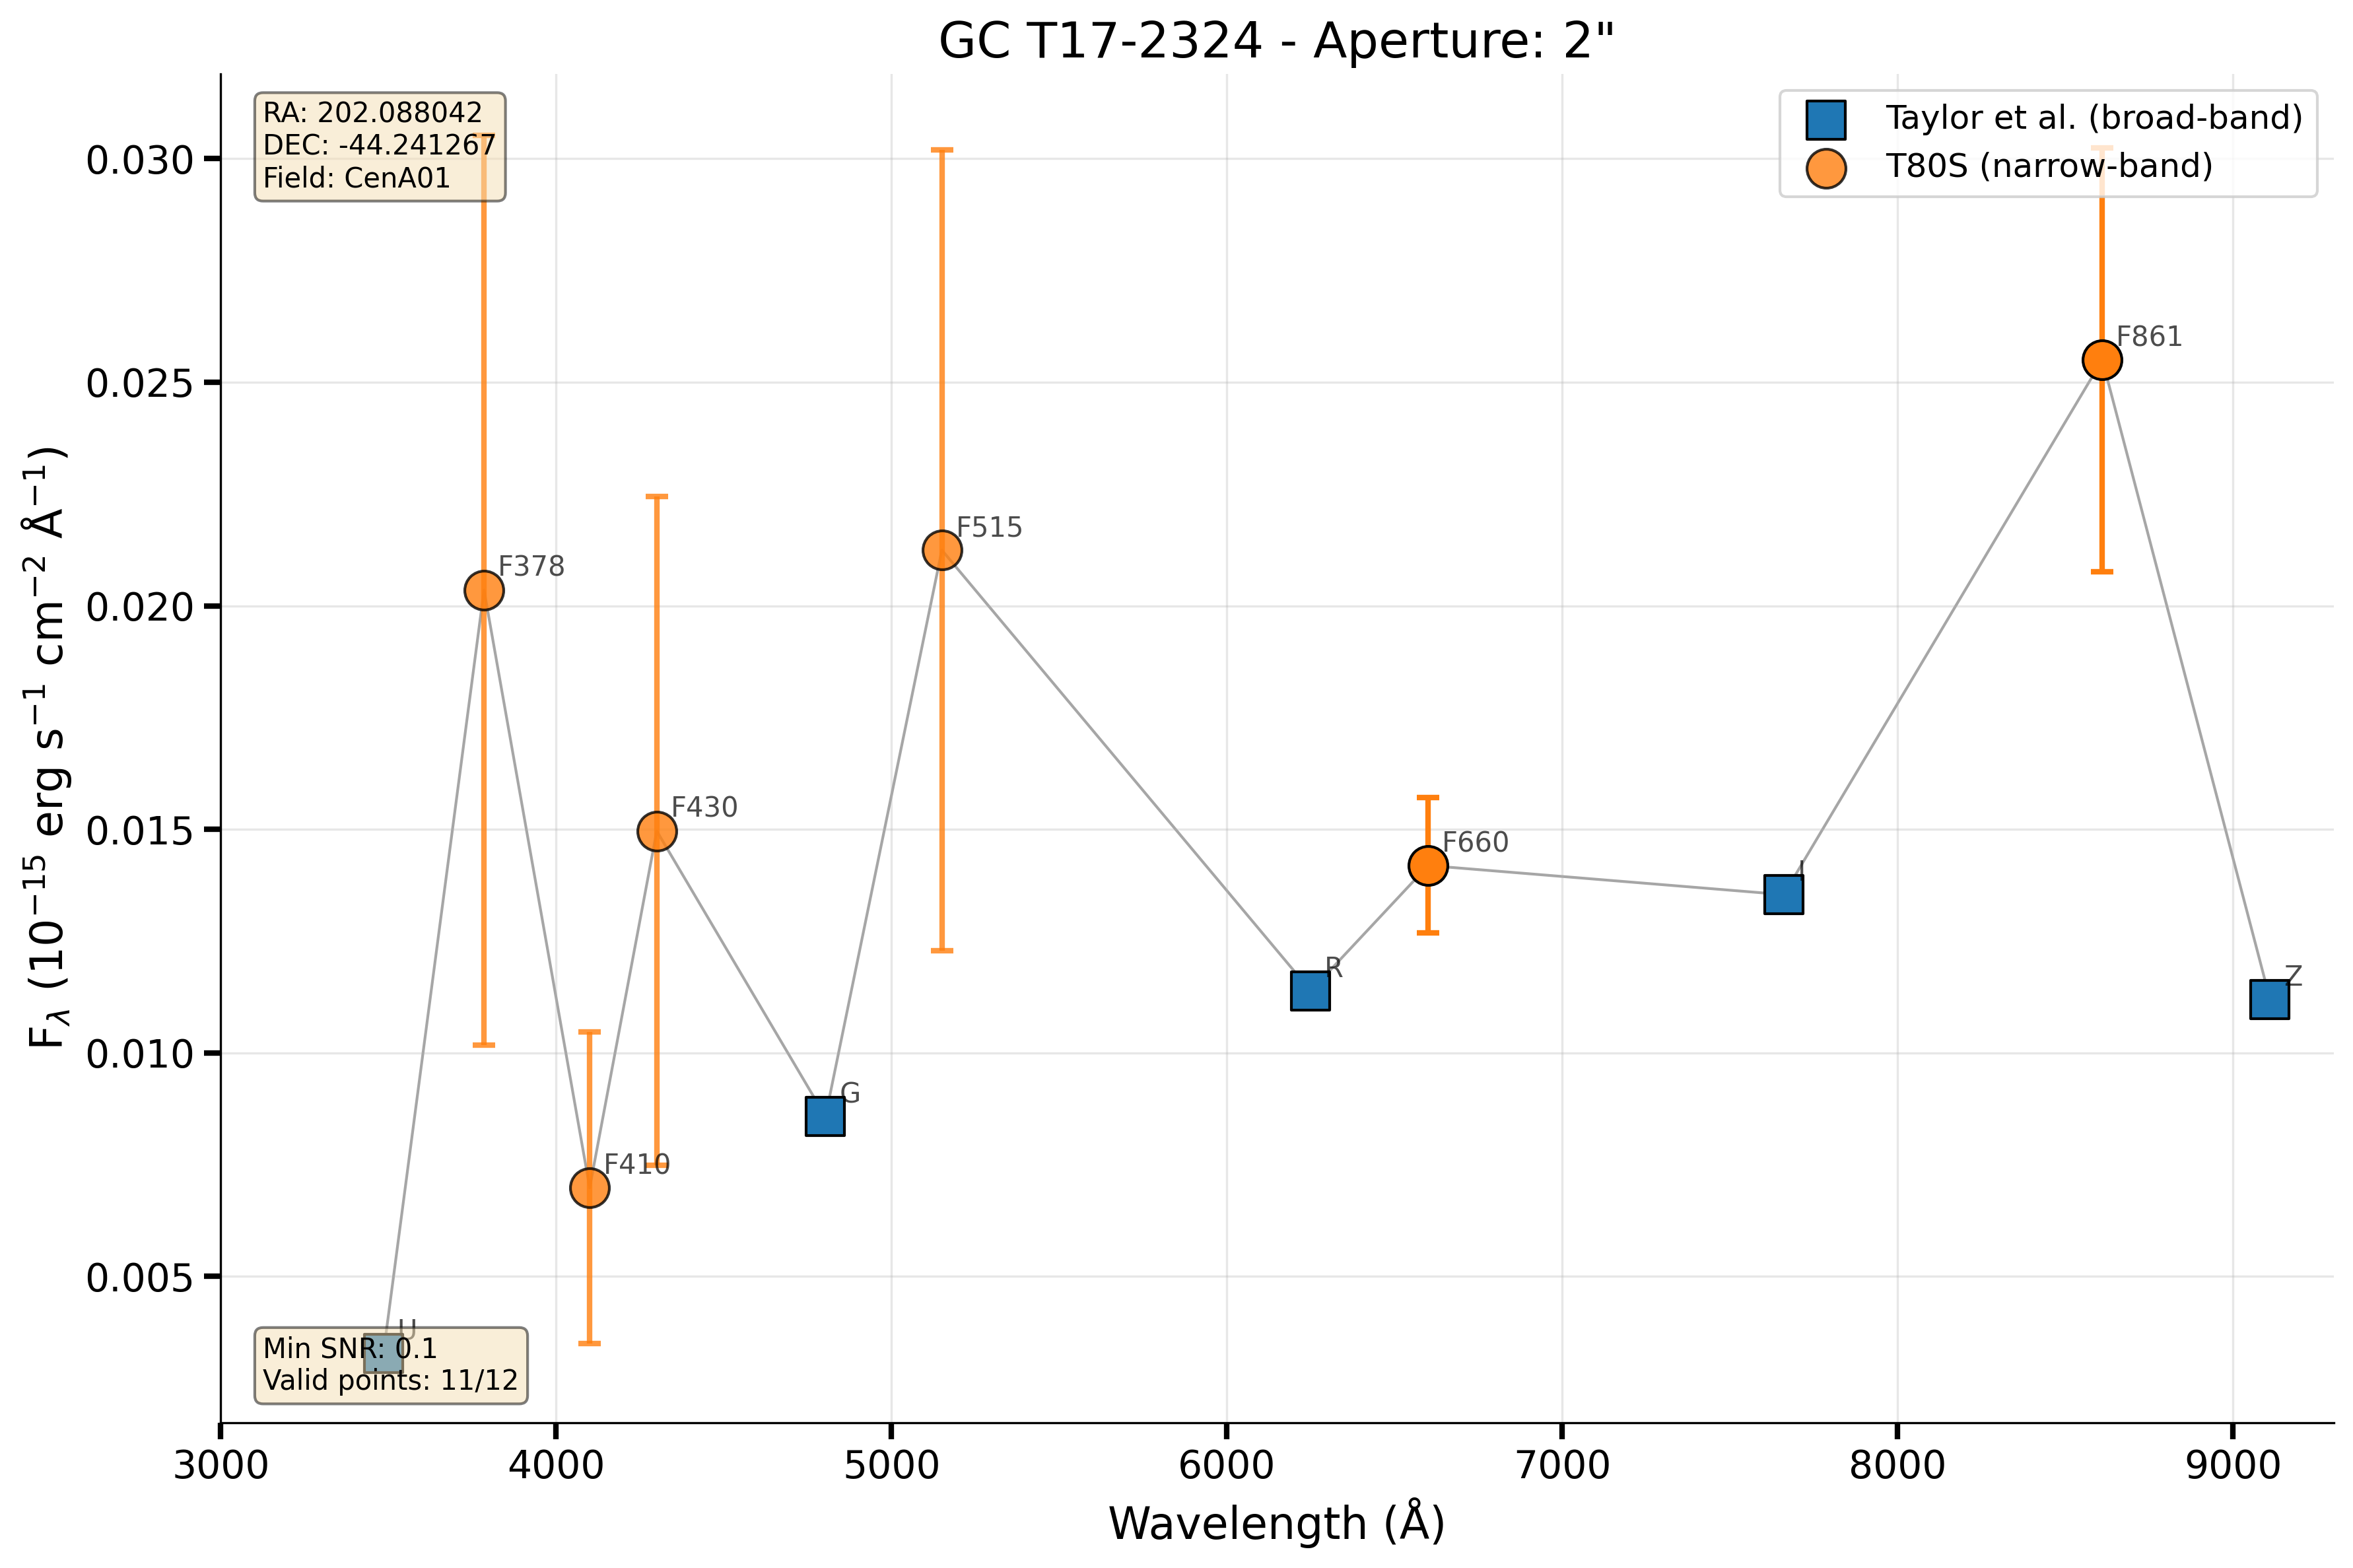 GC T17-2324 - Aperture: 2"
RA: 202.088042
DEC: -44.241267
Field: CenA01
Taylor et al. (broad-band)
T80S (narrow-band)
0.030
0.025
0.020
0.015
0.010
0.005
F378
F515
F861
F430
F660
I
R
Z
G
F410
U
Min SNR: 0.1
Valid points: 11/12
3000 4000 5000 6000 7000 8000 9000
Wavelength (Å)
Fλ (10⁻¹⁵ erg s⁻¹ cm⁻² Å⁻¹)